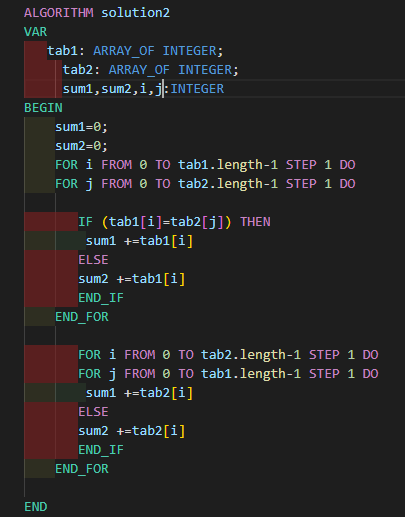 ALGORITHM solution2
VAR
tab1: ARRAY_OF INTEGER;
tab2: ARRAY_OF INTEGER;
sum1,sum2,i,j:INTEGER
BEGIN
sum1=0;
sum2=0;
FOR i FROM 0 TO tab1.length-1 STEP 1 DO
FOR j FROM 0 TO tab2.length-1 STEP 1 DO
IF (tab1[i]=tab2[j]) THEN
sum1 +=tab1[i]
ELSE
sum2 +=tab1[i]
END_IF
END_FOR
FOR i FROM 0 TO tab2.length-1 STEP 1 DO
FOR j FROM 0 TO tab1.length-1 STEP 1 DO
sum1 +=tab2[i]
ELSE
sum2 +=tab2[i]
END_IF
END_FOR
END